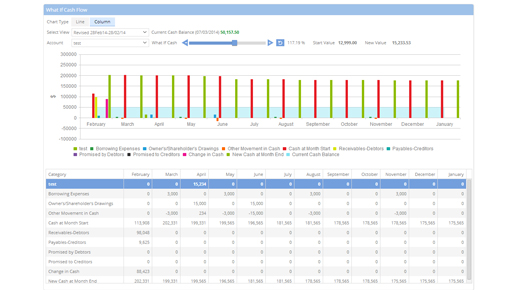 What If Cash Flow
Chart Type Line Column
Select View Revised 28Feb14-28/02/14 Current Cash Balance (07/03/2014) 50,157.50
Account test What If Cash 117.19 % Start Value 12,999.00 New Value 15,233.53
300000
250000
200000
150000
100000
50000
0
-50000
-100000
February March April May June July August September October November December January
test Borrowing Expenses Owner's/Shareholder's Drawings Other Movement in Cash Cash at Month Start Receivables-Debtors Payables-Creditors
Promised by Debtors Promised to Creditors Change in Cash New Cash at Month End Current Cash Balance
Category February March April May June July August September October November December January
test 0 0 15,234 0 0 0 0 0 0 0 0 0
Borrowing Expenses 0 3,000 0 3,000 0 0 3,000 0 0 3,000 0 0
Owner's/Shareholder's Drawings 0 0 15,000 0 15,000 0 0 0 0 0 0 0
Other Movement in Cash 0 -3,000 234 -3,000 -15,000 0 -3,000 0 0 -3,000 0 0
Cash at Month Start 113,908 202,331 199,331 199,565 196,565 181,565 181,565 178,565 178,565 178,565 175,565 175,565
Receivables-Debtors 0 0 0 0 0 0 0 0 0 0 0
Payables-Creditors 0 0 0 0 0 0 0 0 0 0 0
Promised by Debtors 0 0 0 0 0 0 0 0 0 0 0 0
Promised to Creditors 0 0 0 0 0 0 0 0 0 0 0 0
Change in Cash 88,423 0 0 0 0 0 0 0 0 0 0 0
New Cash at Month End 202,331 199,331 199,565 196,565 181,565 181,565 178,565 178,565 178,565 175,565 175,565 175,565